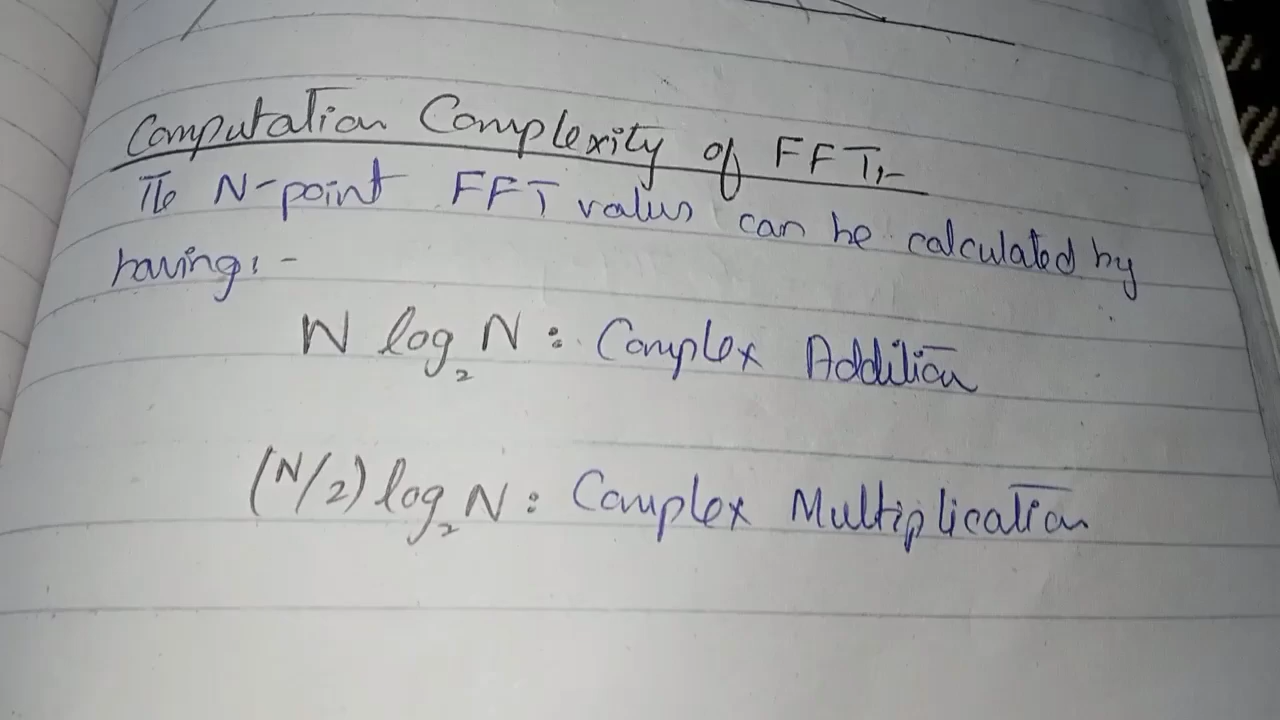 Computation Complexity of FFT:-
The N-point FFT values can be calculated by
having:-
N log₂ N : Complex Addition
(N/2) log₂ N : Complex Multiplication